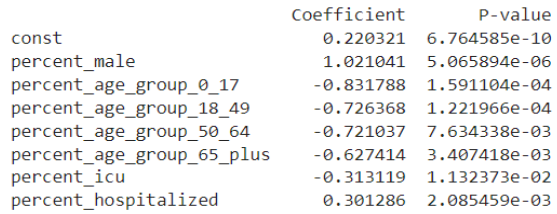 Coefficient P-value
const 0.220321 6.764585e-10
percent_male 1.021041 5.065894e-06
percent_age_group_0_17 -0.831788 1.591104e-04
percent_age_group_18_49 -0.726368 1.221966e-04
percent_age_group_50_64 -0.721037 7.634338e-03
percent_age_group_65_plus -0.627414 3.407418e-03
percent_icu -0.313119 1.132373e-02
percent_hospitalized 0.301286 2.085459e-03